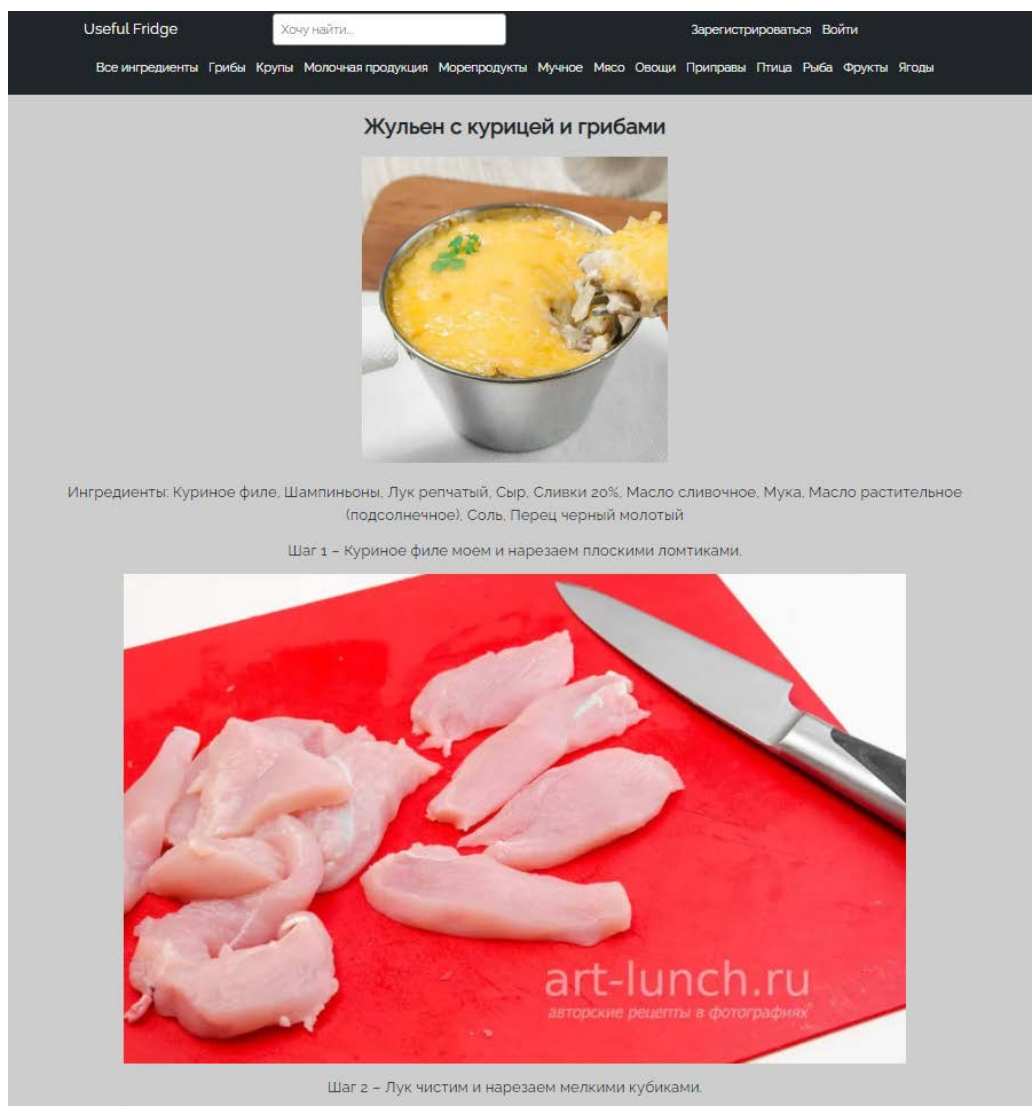 Useful Fridge
Хочу найти...
Зарегистрироваться Войти
Все ингредиенты Грибы Крупы Молочная продукция Морепродукты Мучное Мясо Овощи Приправы Птица Рыба Фрукты Ягоды
Жульен с курицей и грибами
Ингредиенты: Куриное филе, Шампиньоны, Лук репчатый, Сыр, Сливки 20%, Масло сливочное, Мука, Масло растительное
(подсолнечное), Соль, Перец черный молотый
Шаг 1 – Куриное филе моем и нарезаем плоскими ломтиками.
art-lunch.ru
авторские рецепты в фотографиях
Шаг 2 – Лук чистим и нарезаем мелкими кубиками.